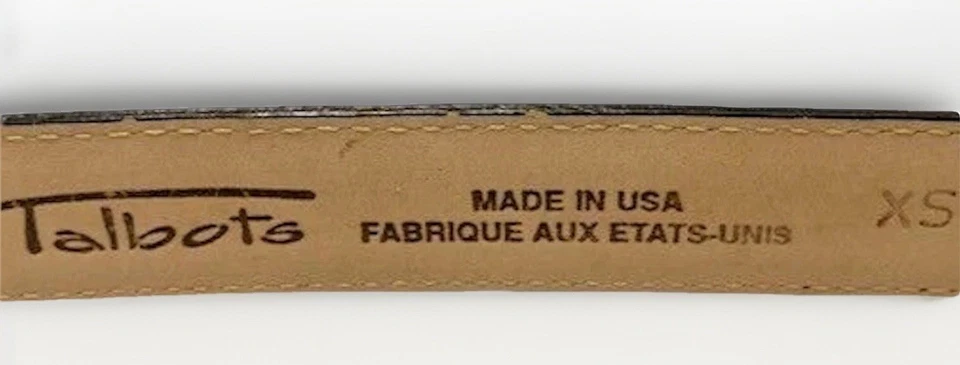 Talbots
MADE IN USA
FABRIQUE AUX ETATS-UNIS
XS